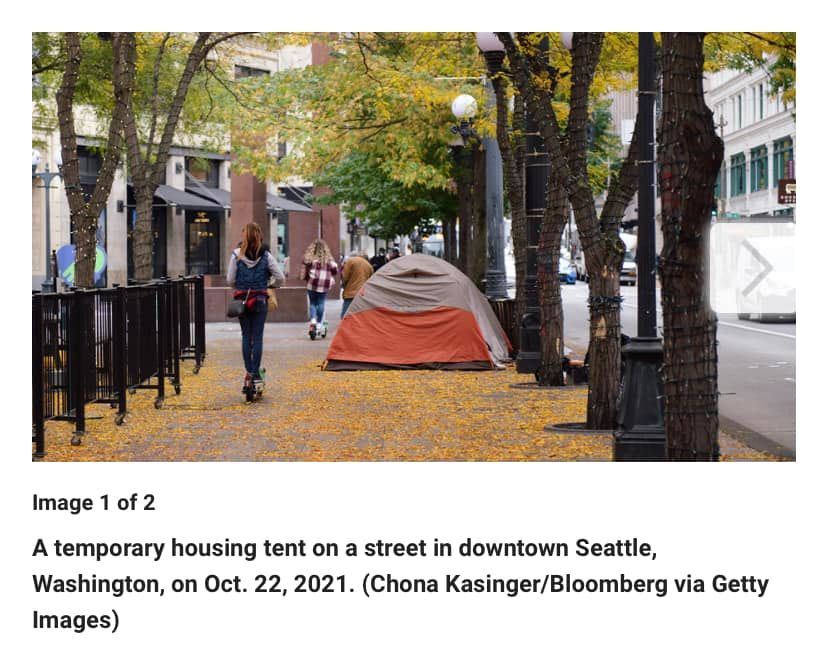 Image 1 of 2
A temporary housing tent on a street in downtown Seattle,
Washington, on Oct. 22, 2021. (Chona Kasinger/Bloomberg via Getty
Images)